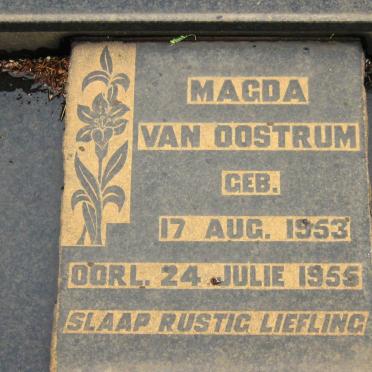 MAGDA
VAN OOSTRUM
GEB.
17 AUG. 1953
OORL. 24 JULIE 1955
SLAAP RUSTIG LIEFLING